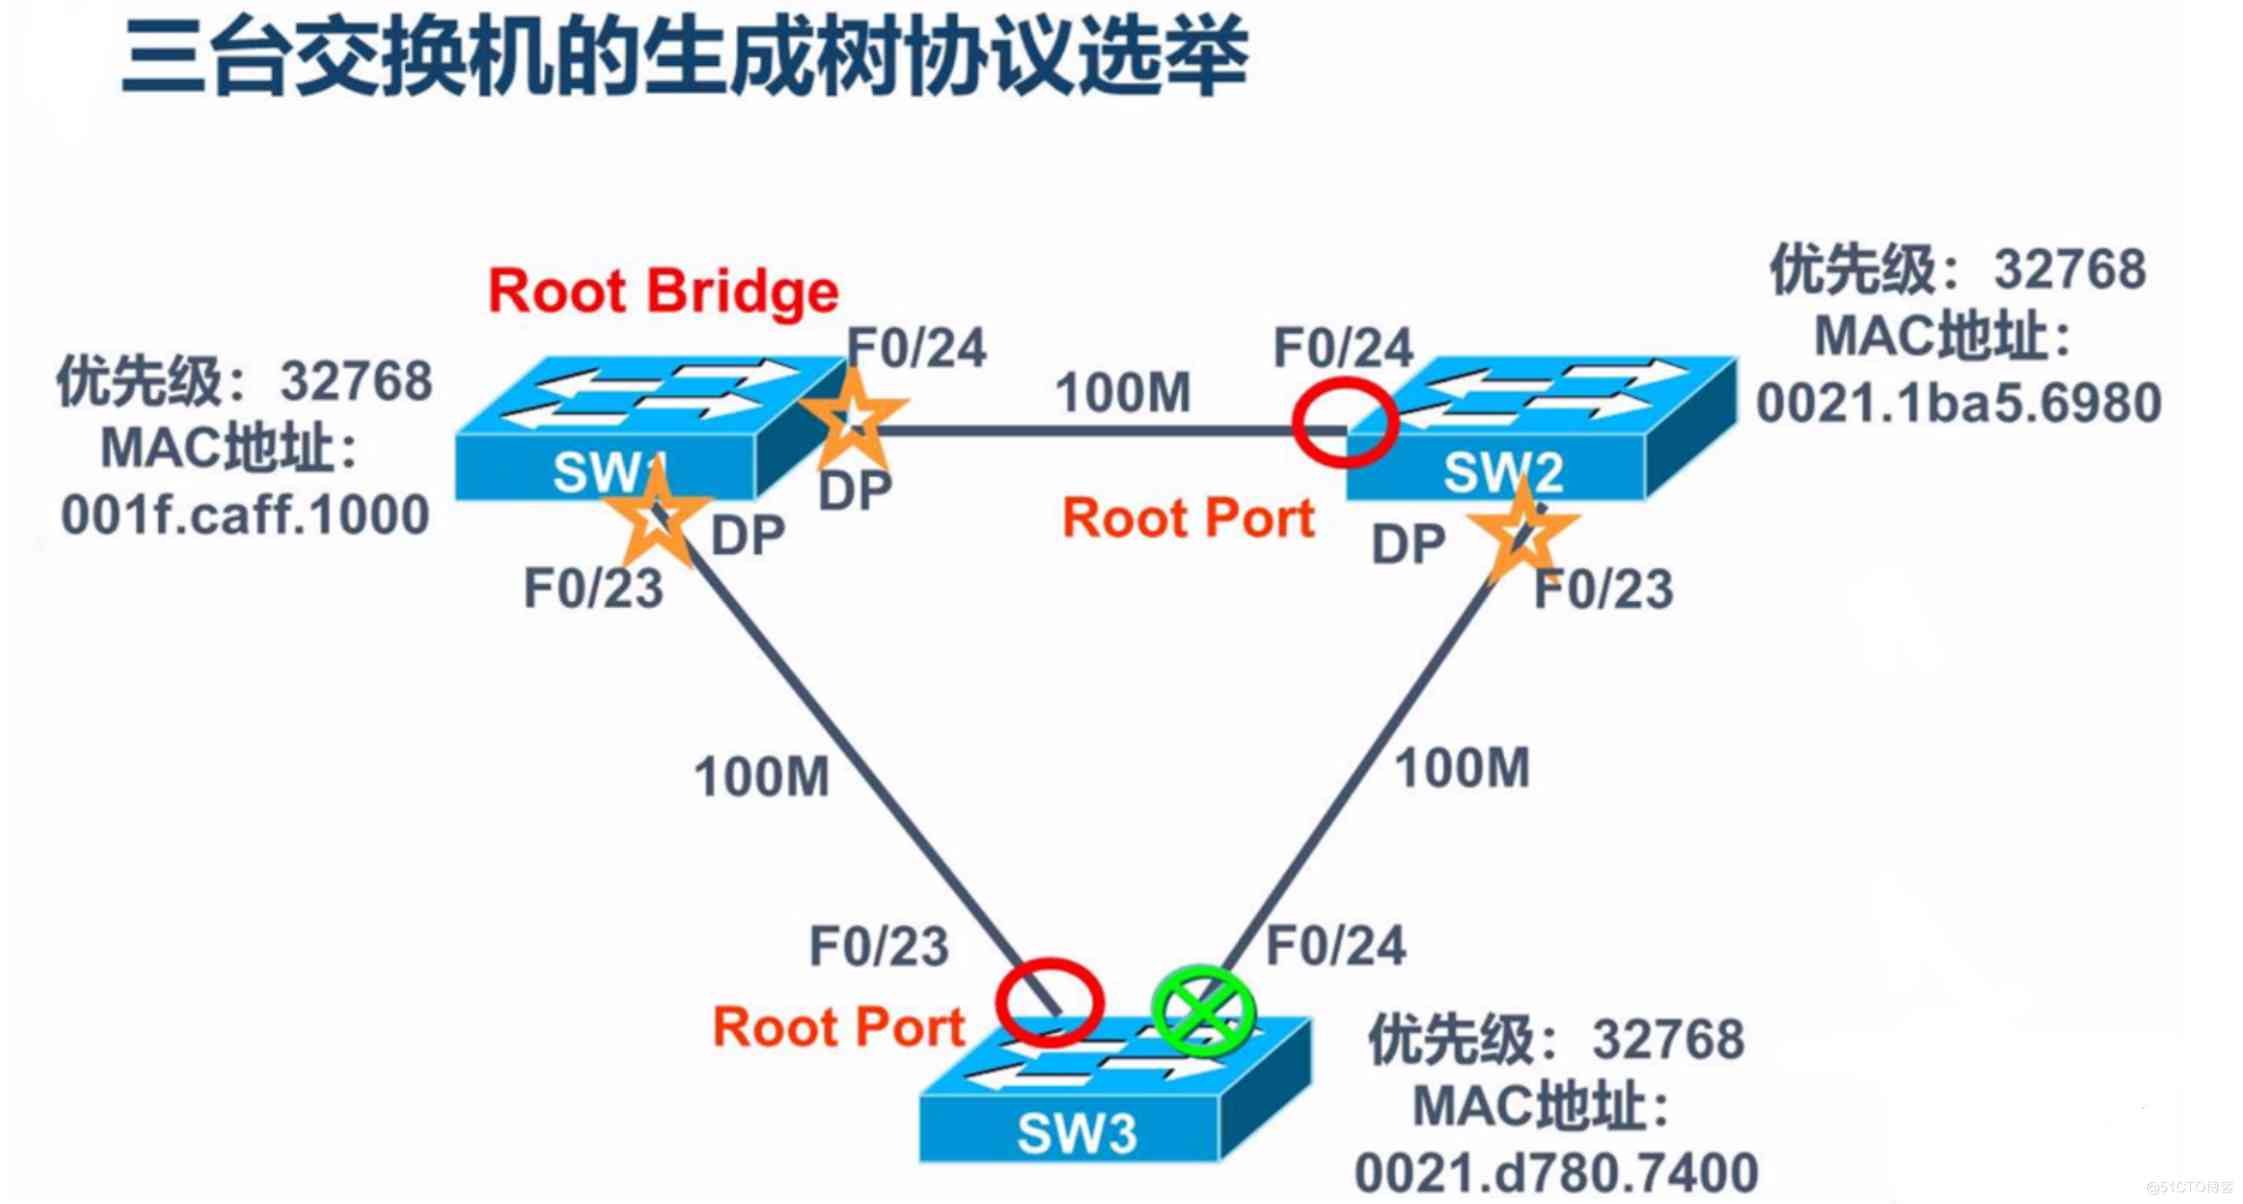 三台交换机的生成树协议选举
Root Bridge
优先级：32768
MAC地址：
001f.caff.1000
SW1
F0/24
DP
DP
F0/23
100M
F0/24
Root Port
优先级：32768
MAC地址：
0021.1ba5.6980
SW2
DP
F0/23
100M
100M
F0/23
Root Port
F0/24
SW3
优先级：32768
MAC地址：
0021.d780.7400
@51CTO博客